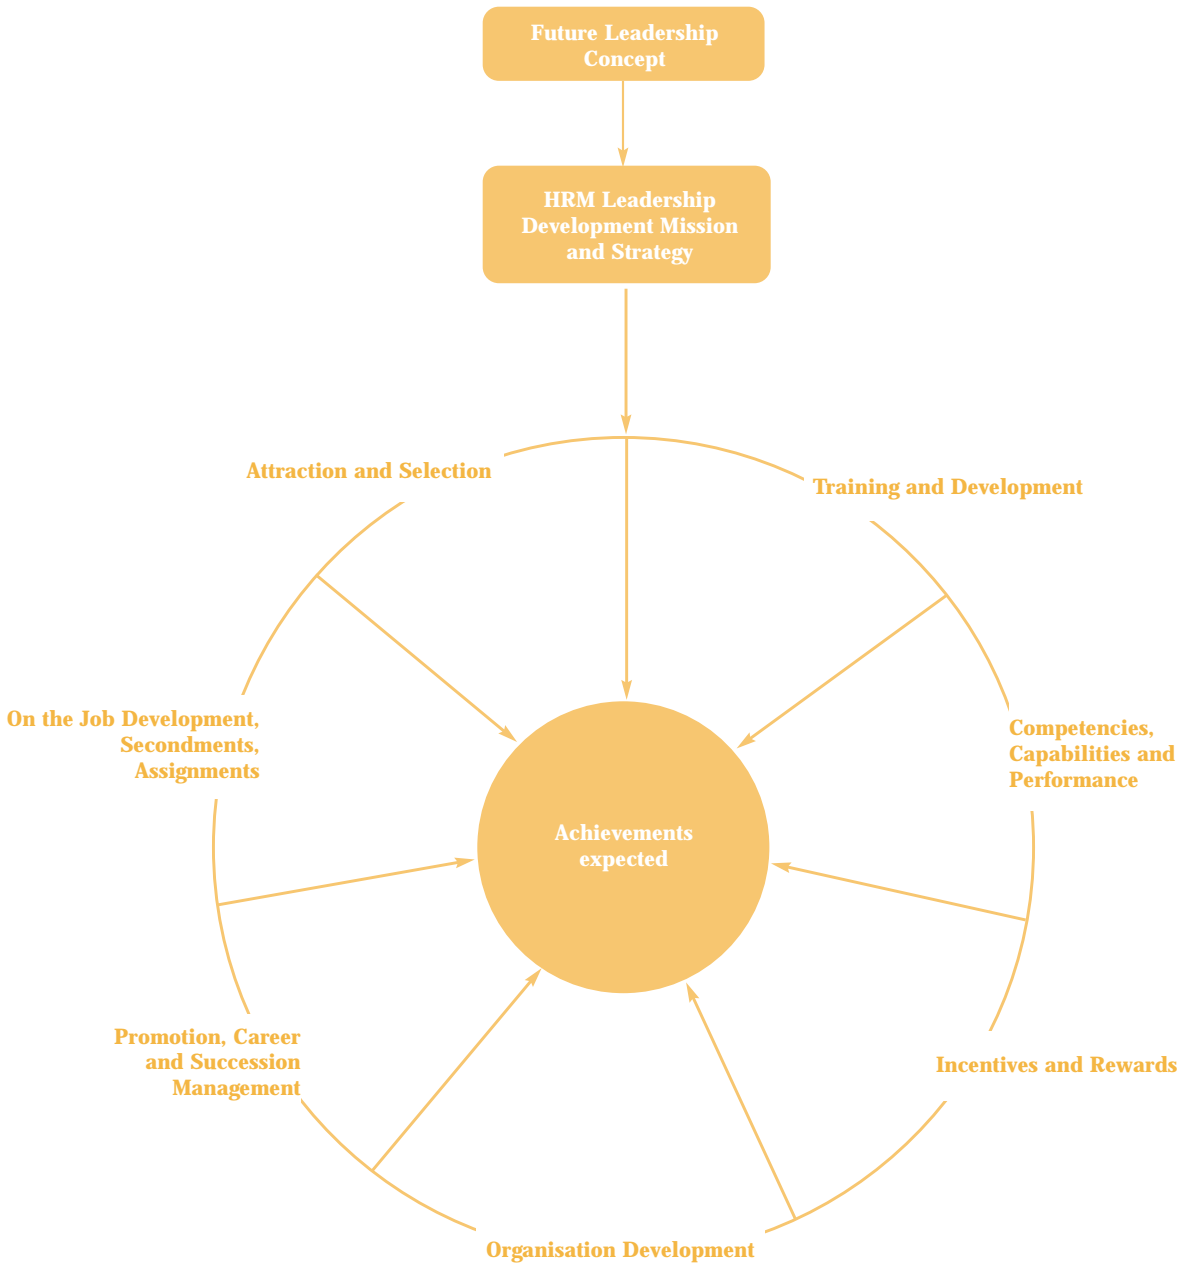 Future Leadership
Concept
HRM Leadership
Development Mission
and Strategy
Attraction and Selection
Training and Development
On the Job Development,
Secondments,
Assignments
Competencies,
Capabilities and
Performance
Achievements
expected
Promotion, Career
and Succession
Management
Incentives and Rewards
Organisation Development